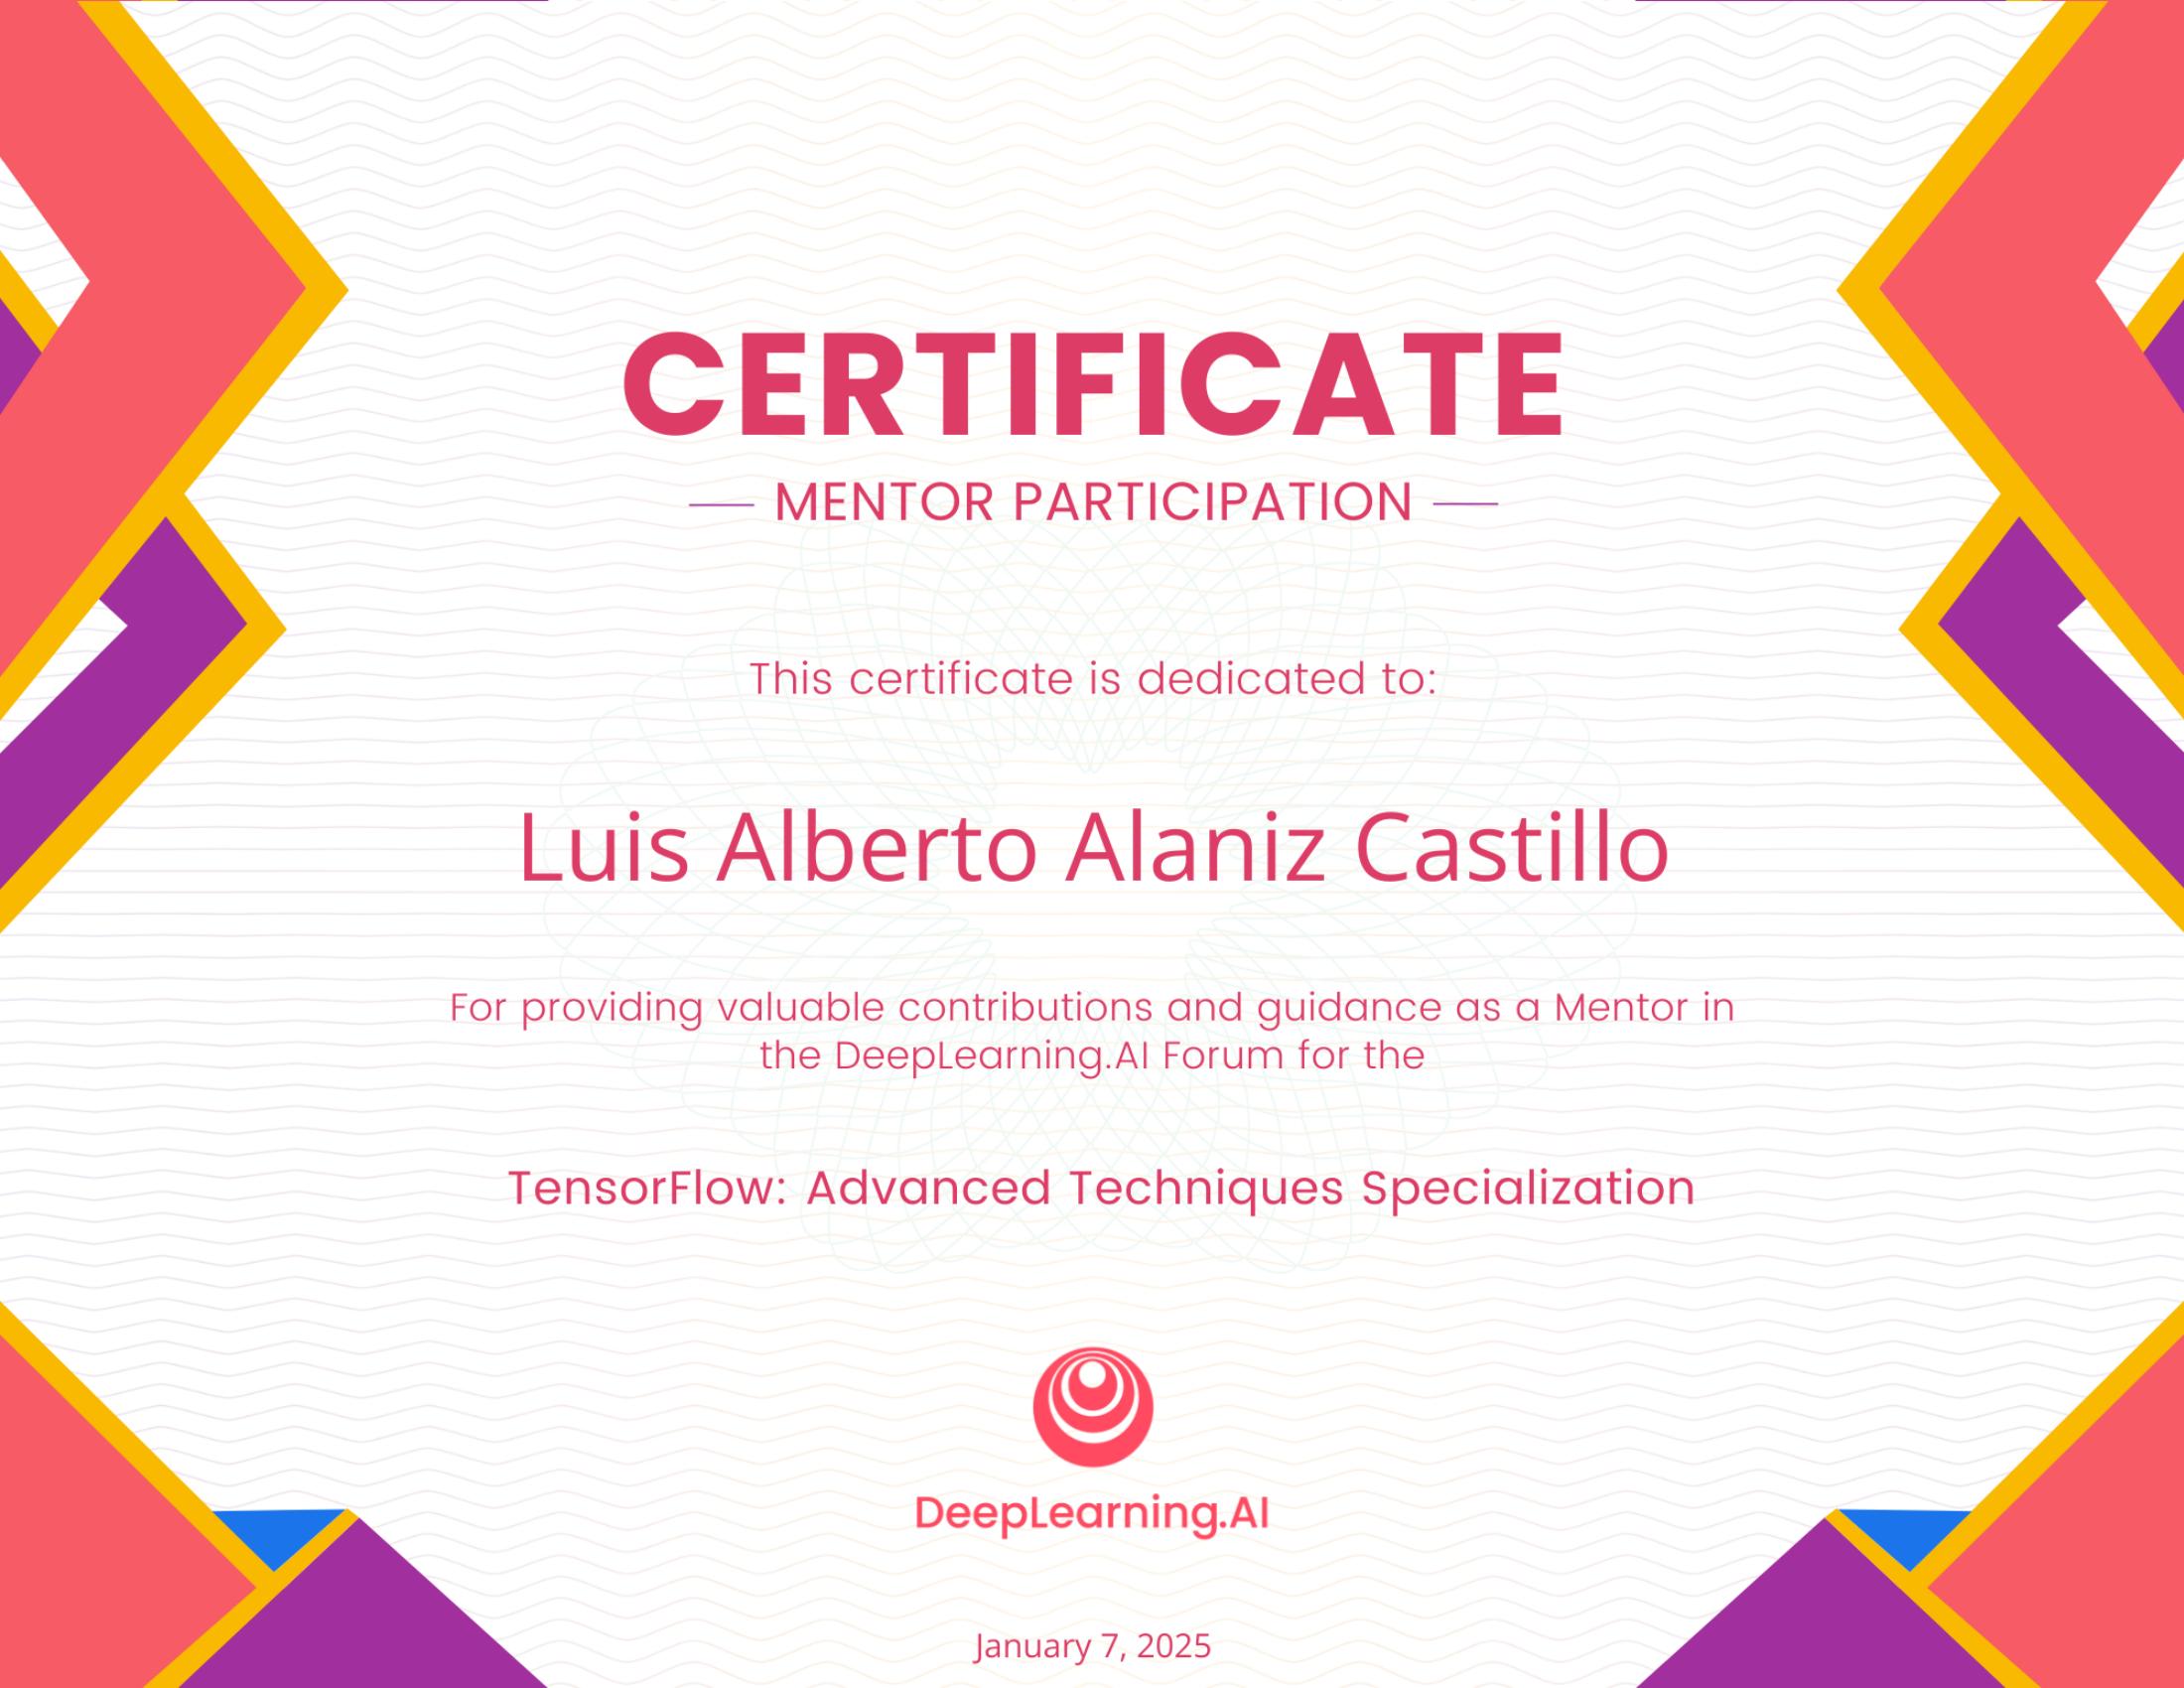 CERTIFICATE
MENTOR PARTICIPATION
This certificate is dedicated to:
Luis Alberto Alaniz Castillo
For providing valuable contributions and guidance as a Mentor in
the DeepLearning.AI Forum for the
TensorFlow: Advanced Techniques Specialization
DeepLearning.AI
January 7, 2025